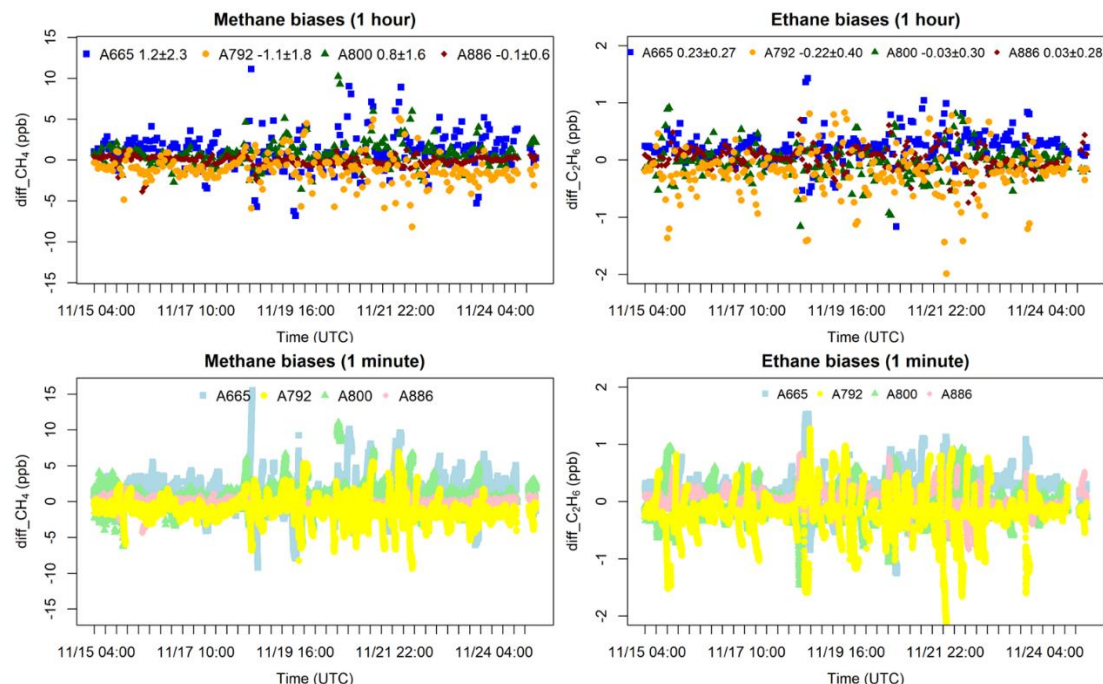 Methane biases (1 hour)
A665 1.2±2.3 A792 -1.1±1.8 A800 0.8±1.6 A886 -0.1±0.6
diff_CH₄ (ppb)
15
10
5
0
-5
-10
-15
11/15 04:00 11/17 10:00 11/19 16:00 11/21 22:00 11/24 04:00
Time (UTC)
Ethane biases (1 hour)
A665 0.23±0.27 A792 -0.22±0.40 A800 -0.03±0.30 A886 0.03±0.28
diff_C₂H₆ (ppb)
2
1
0
-1
-2
11/15 04:00 11/17 10:00 11/19 16:00 11/21 22:00 11/24 04:00
Time (UTC)
Methane biases (1 minute)
A665 A792 A800 A886
diff_CH₄ (ppb)
15
10
5
0
-5
-10
-15
11/15 04:00 11/17 10:00 11/19 16:00 11/21 22:00 11/24 04:00
Time (UTC)
Ethane biases (1 minute)
A665 A792 A800 A886
diff_C₂H₆ (ppb)
2
1
0
-1
-2
11/15 04:00 11/17 10:00 11/19 16:00 11/21 22:00 11/24 04:00
Time (UTC)